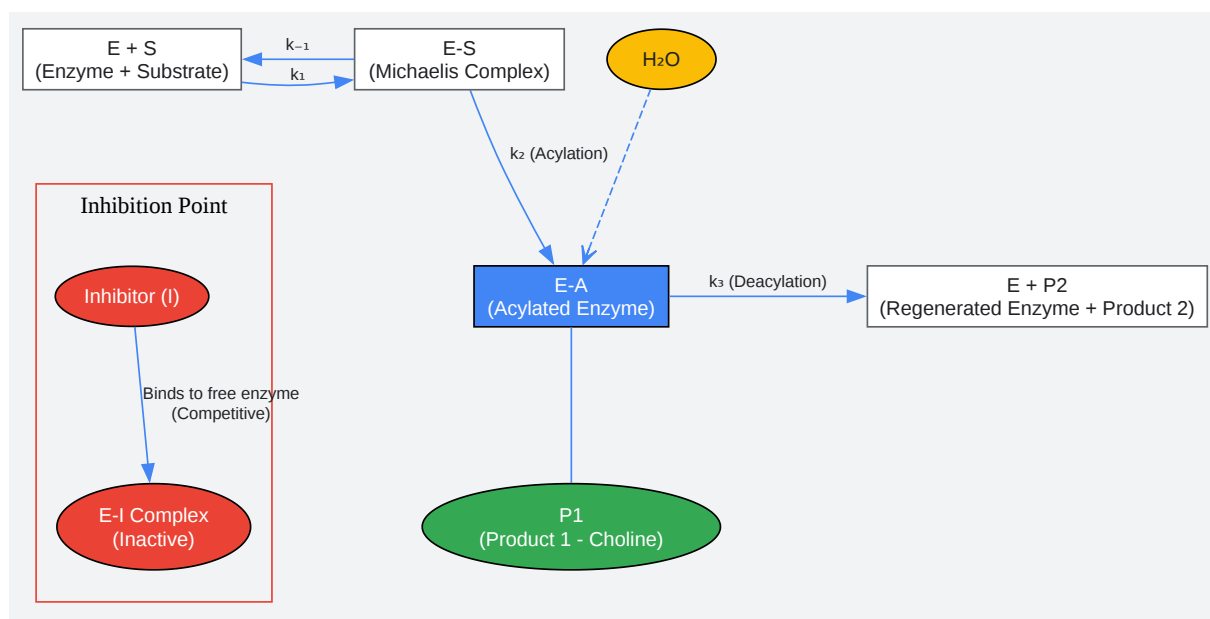 E + S
(Enzyme + Substrate)
k₋₁
k₁
E-S
(Michaelis Complex)
H₂O
k₂ (Acylation)
Inhibition Point
Inhibitor (I)
Binds to free enzyme
(Competitive)
E-I Complex
(Inactive)
E-A
(Acylated Enzyme)
k₃ (Deacylation)
E + P2
(Regenerated Enzyme + Product 2)
P1
(Product 1 - Choline)